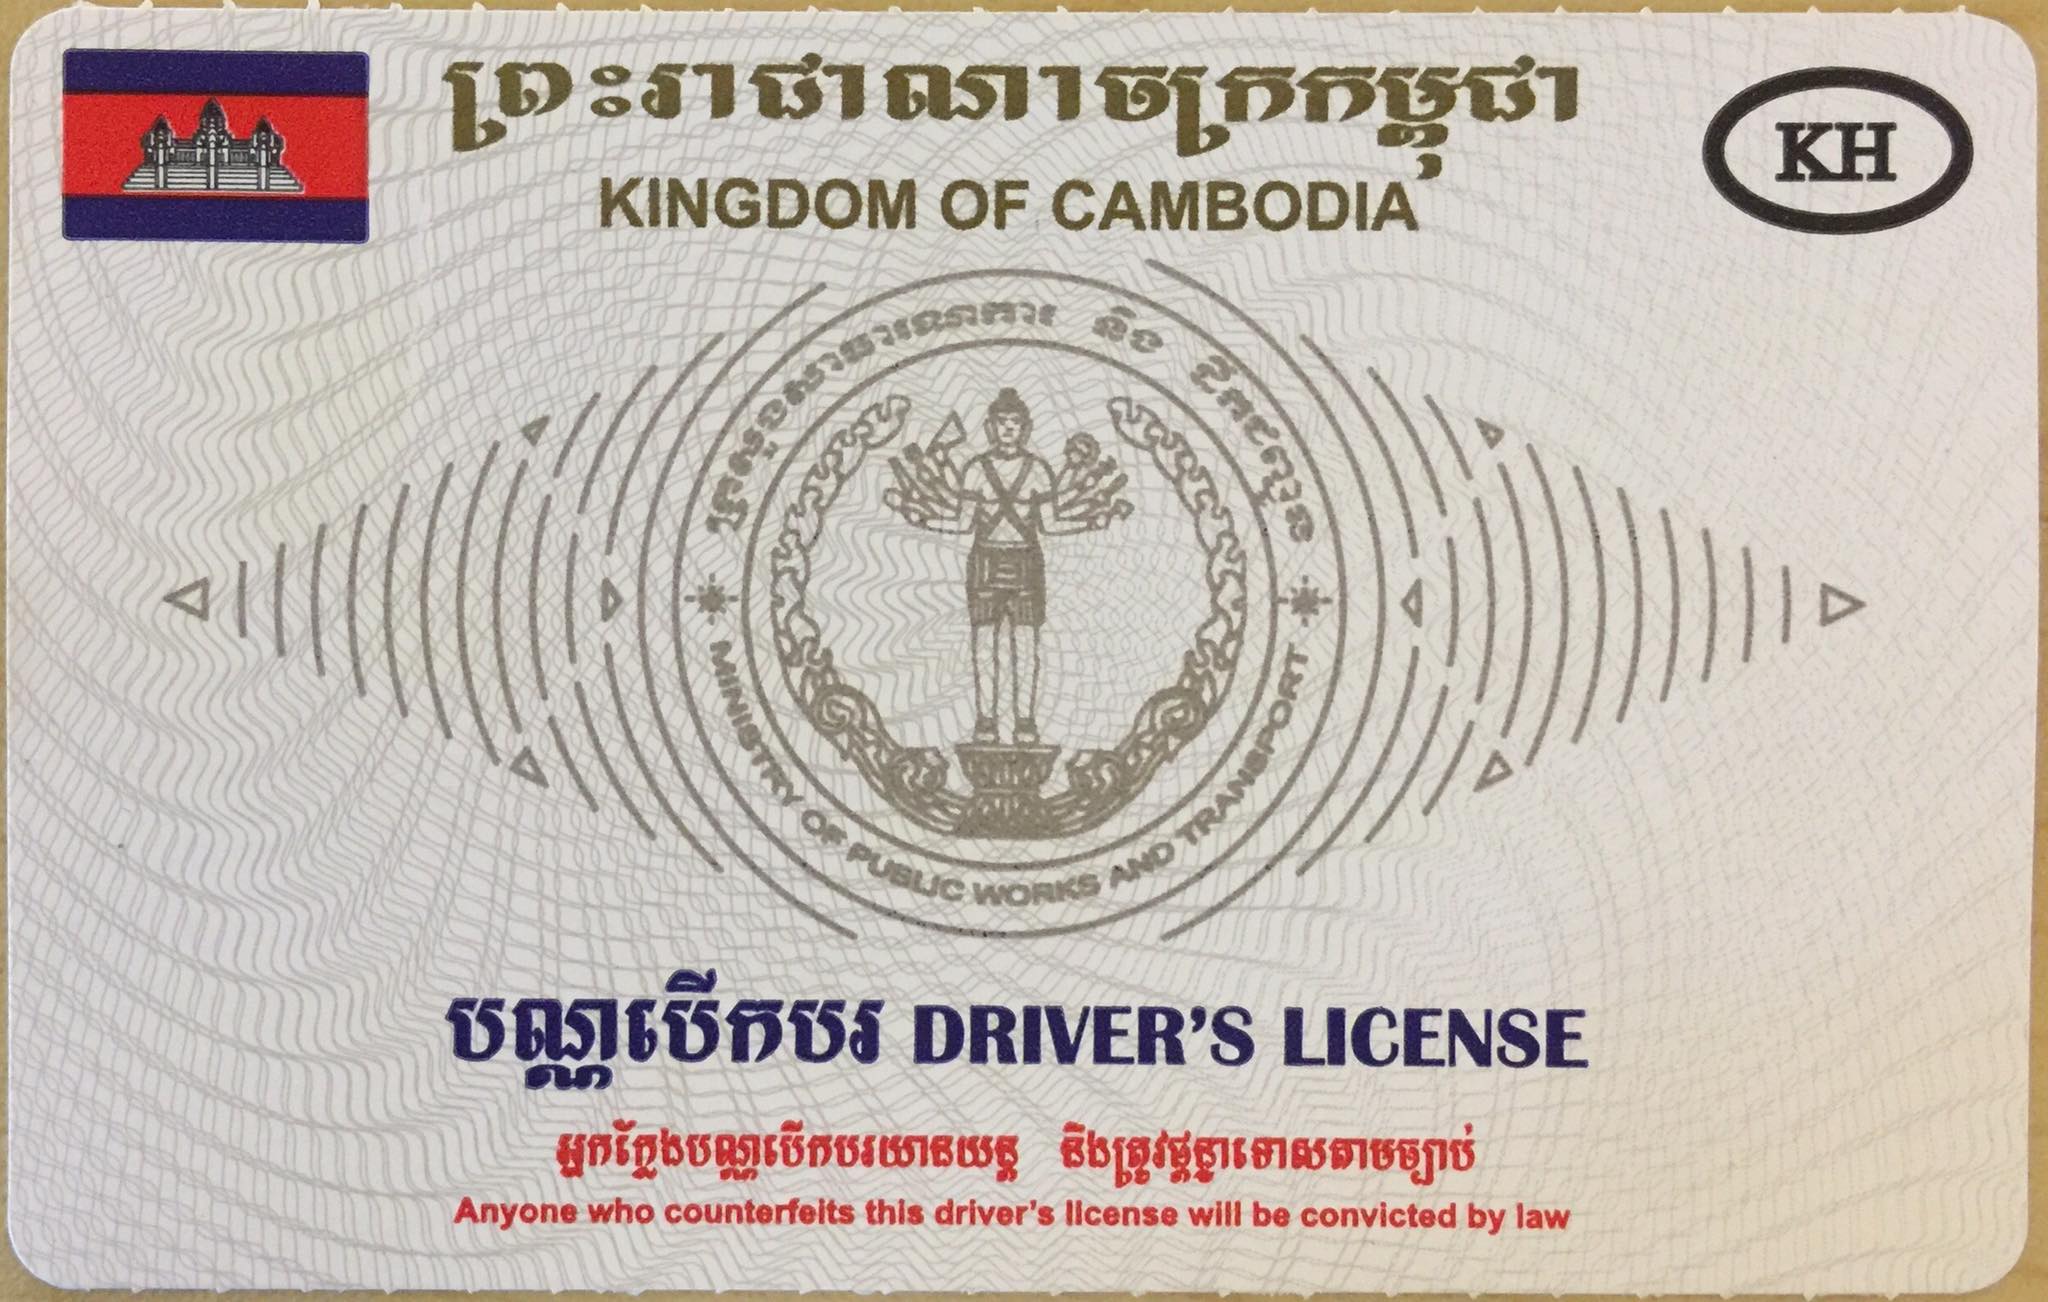 ព្រះរាជាណាចក្រកម្ពុជា
KH
KINGDOM OF CAMBODIA
ក្រសួងសាធារណការ និង ដឹកជញ្ជូន
MINISTRY OF PUBLIC WORKS AND TRANSPORT
បណ្ណបើកបរ DRIVER'S LICENSE
អ្នកក្លែងបណ្ណបើកបរយានយន្ត និងត្រូវផ្ដន្ទាទោសតាមច្បាប់
Anyone who counterfeits this driver's license will be convicted by law